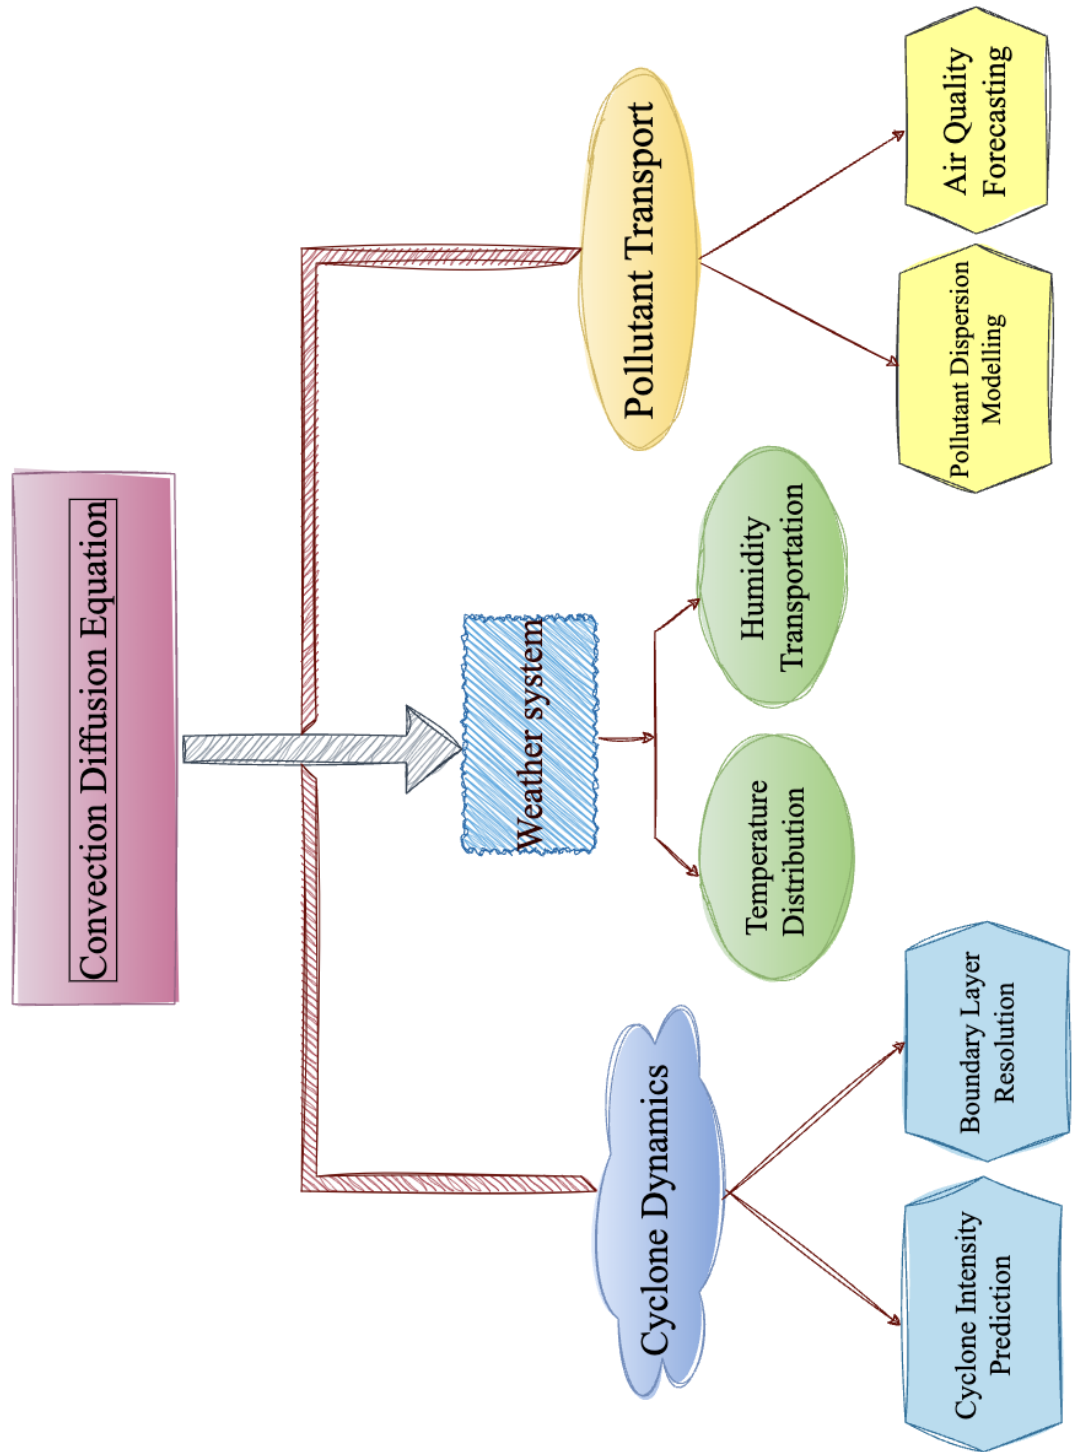 Convection Diffusion Equation
Cyclone Dynamics
Weather system
Pollutant Transport
Temperature
Distribution
Humidity
Transportation
Cyclone Intensity
Prediction
Boundary Layer
Resolution
Pollutant Dispersion
Modelling
Air Quality
Forecasting